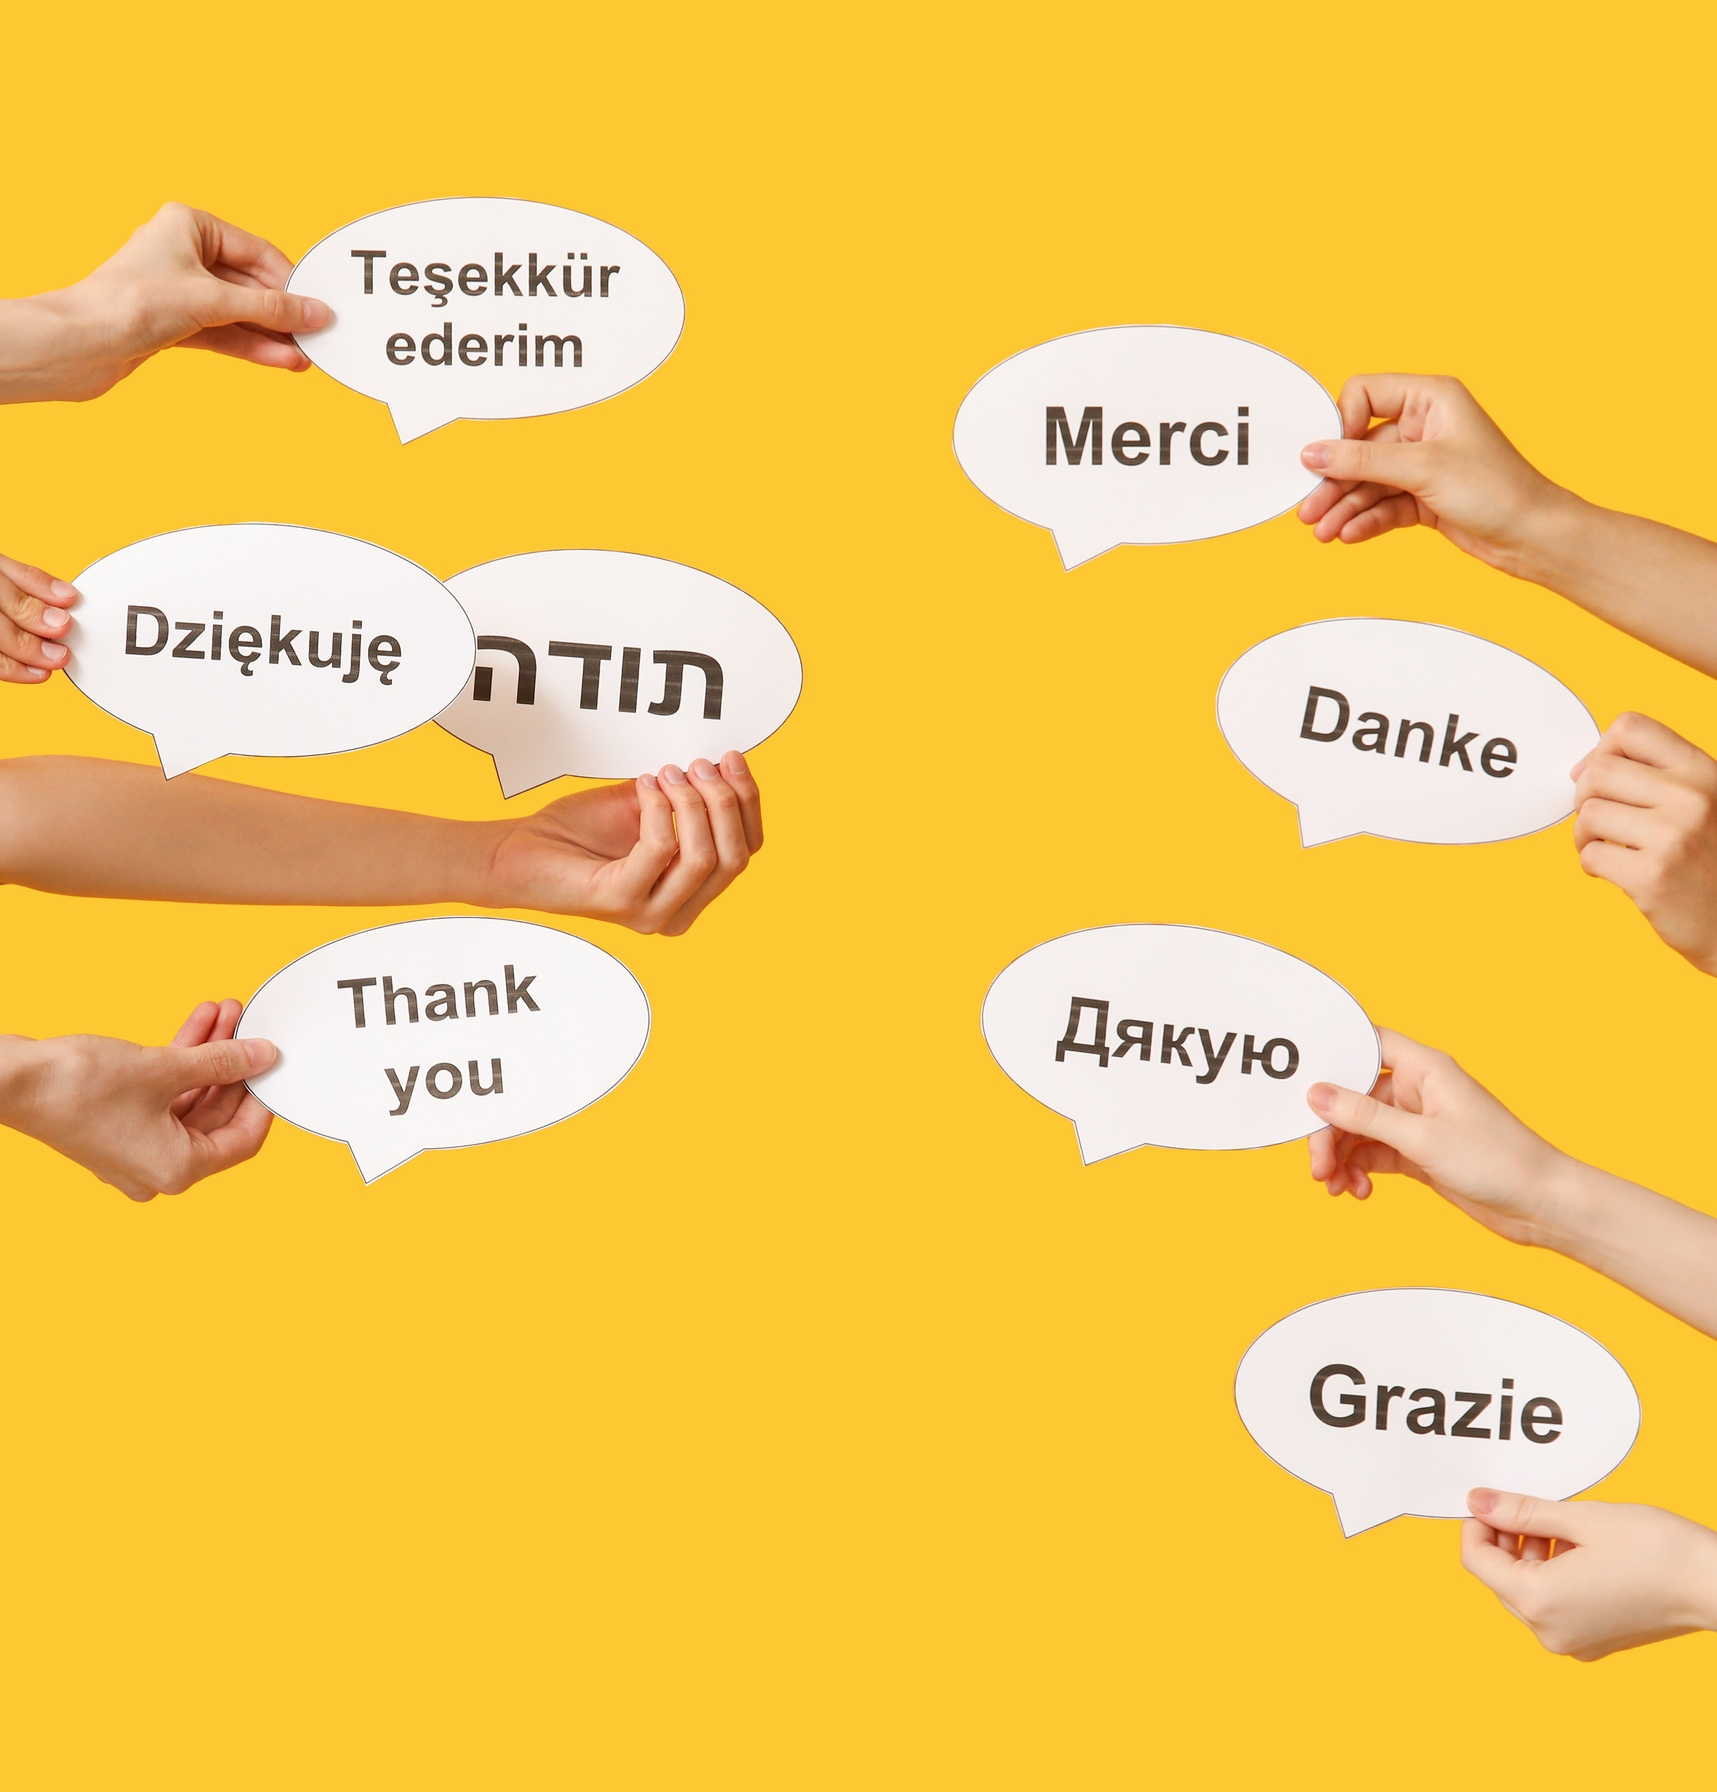 Teşekkür
ederim
Merci
Dziękuję
תודה
Danke
Thank
you
Дякую
Grazie